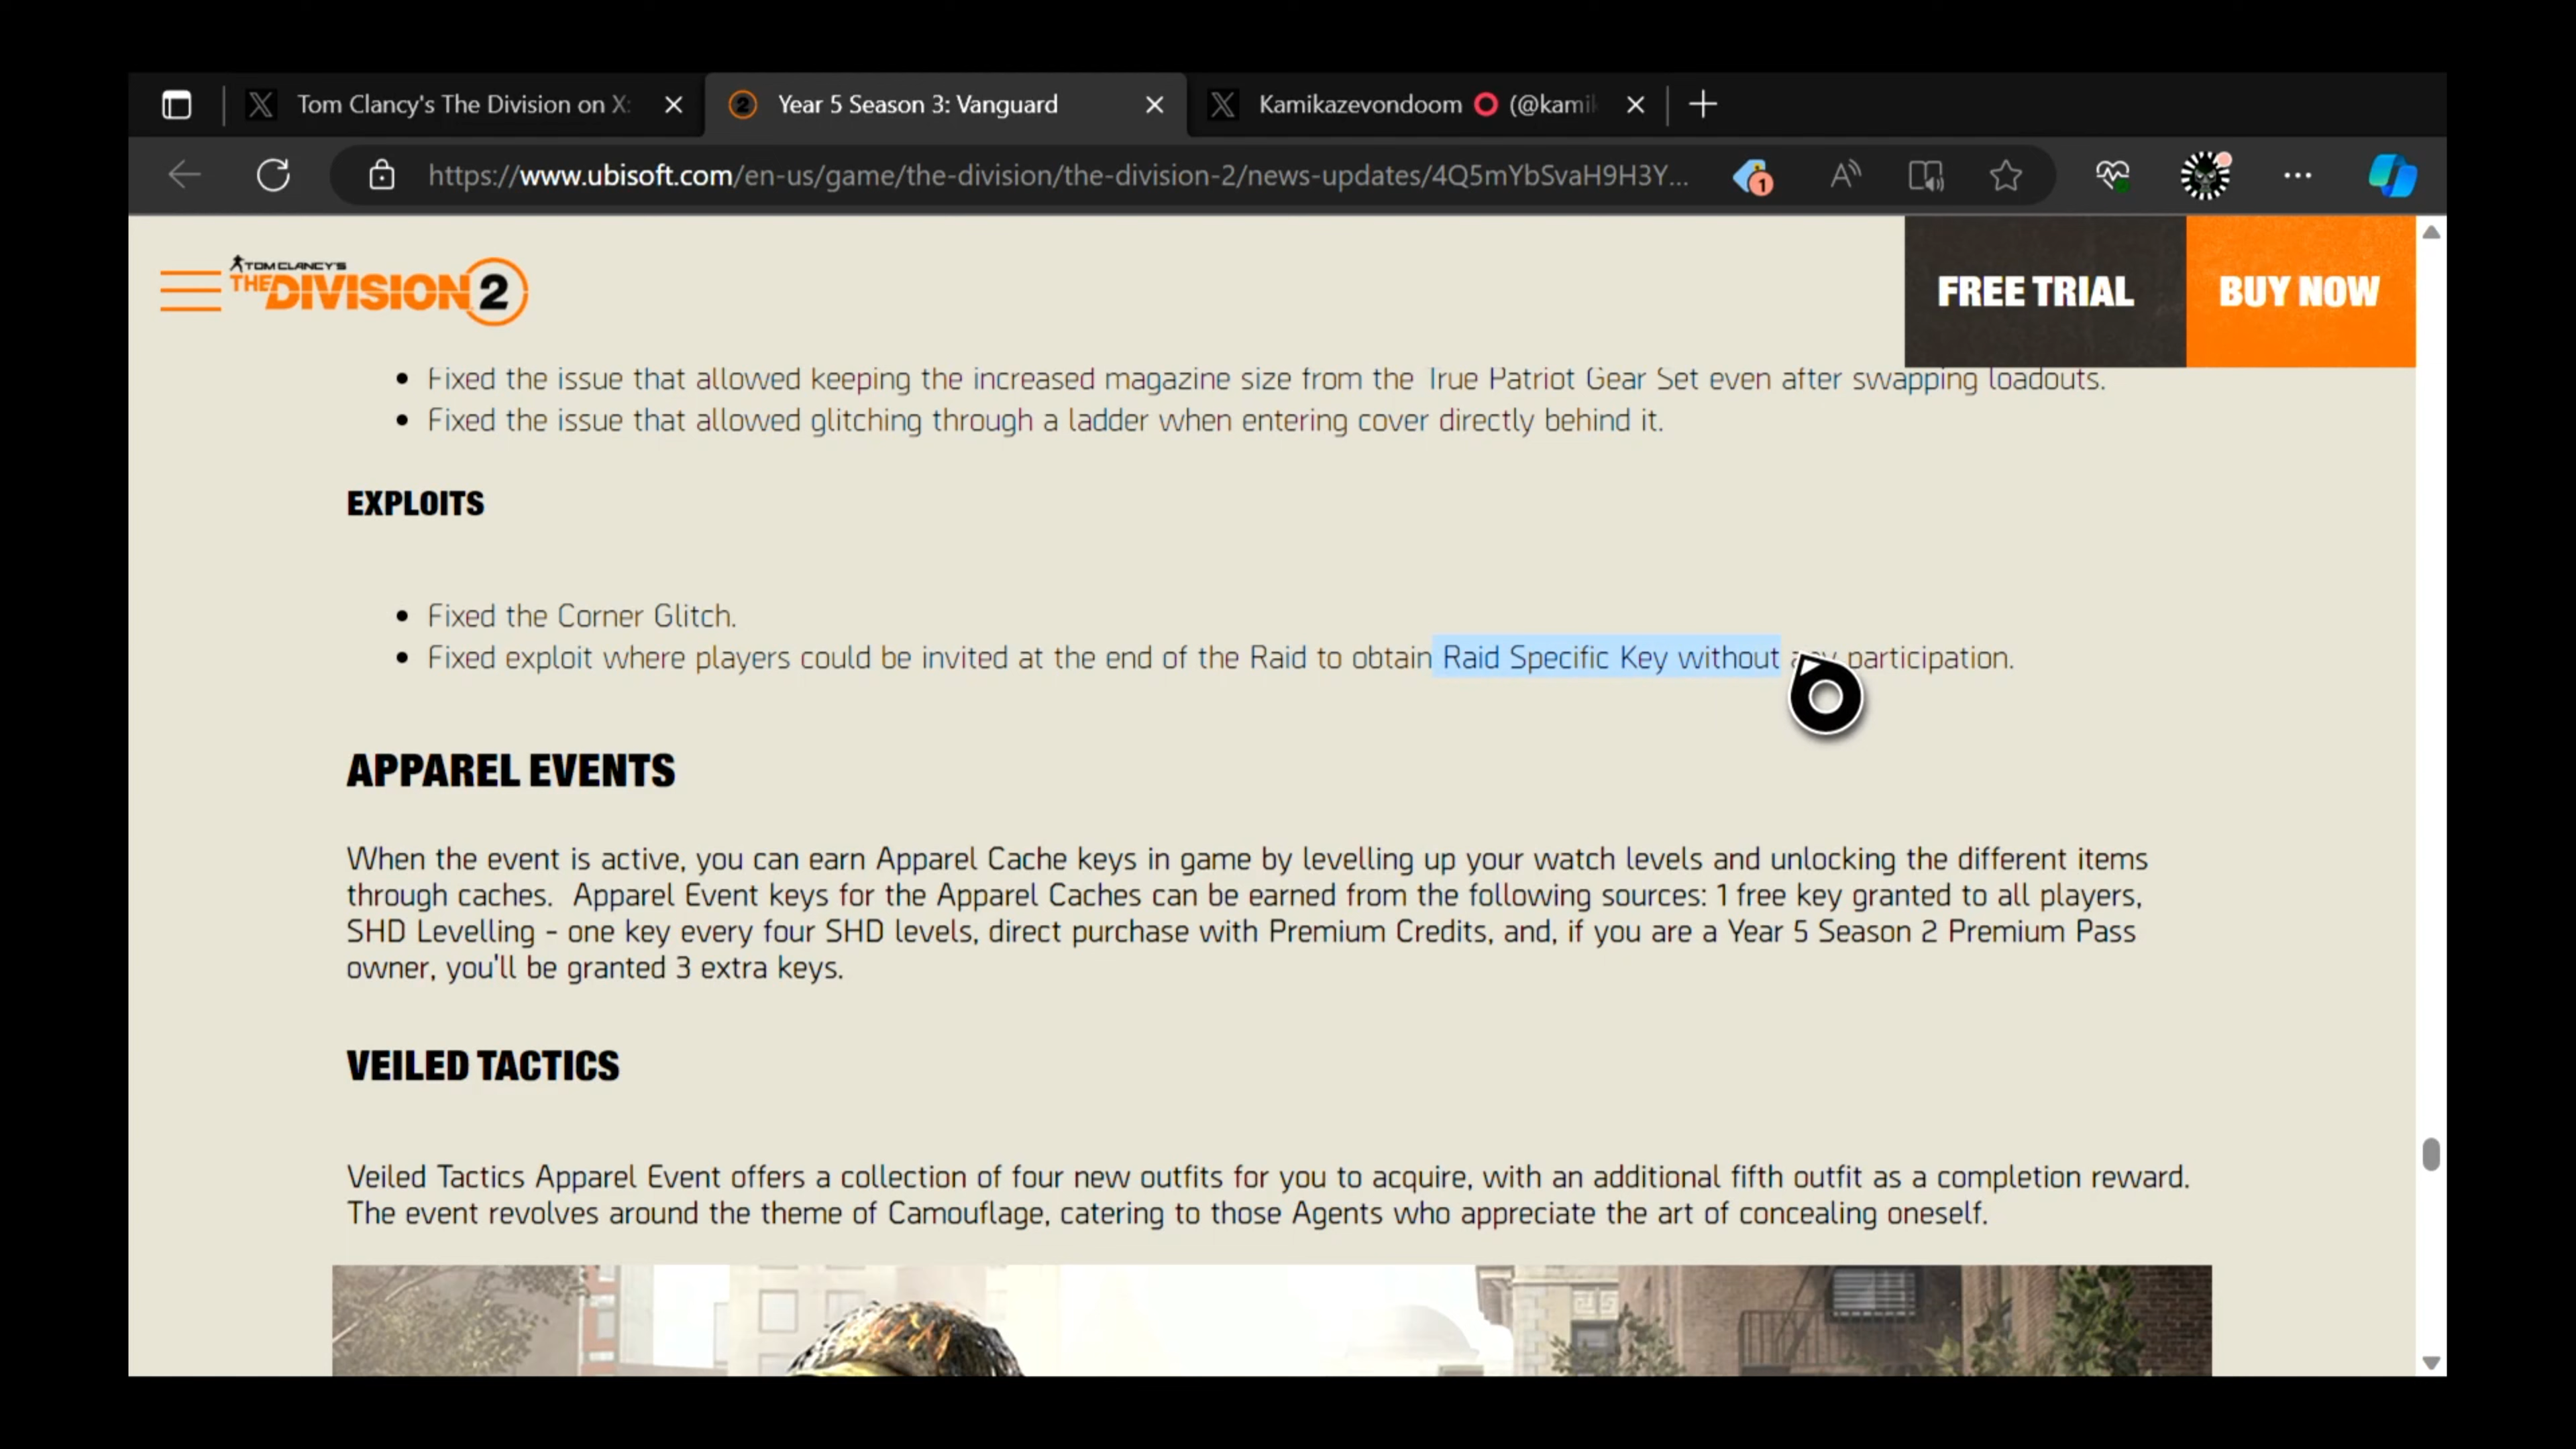 Tom Clancy's The Division on X:
Year 5 Season 3: Vanguard
Kamikazevondoom (@kami
https://www.ubisoft.com/en-us/game/the-division/the-division-2/news-updates/4Q5mYbSvaH9H3Y...
1
TOM CLANCY'S
THE DIVISION 2
FREE TRIAL
BUY NOW
• Fixed the issue that allowed keeping the increased magazine size from the True Patriot Gear Set even after swapping loadouts.
• Fixed the issue that allowed glitching through a ladder when entering cover directly behind it.
EXPLOITS
• Fixed the Corner Glitch.
• Fixed exploit where players could be invited at the end of the Raid to obtain Raid Specific Key without any participation.
APPAREL EVENTS
When the event is active, you can earn Apparel Cache keys in game by levelling up your watch levels and unlocking the different items
through caches. Apparel Event keys for the Apparel Caches can be earned from the following sources: 1 free key granted to all players,
SHD Levelling - one key every four SHD levels, direct purchase with Premium Credits, and, if you are a Year 5 Season 2 Premium Pass
owner, you'll be granted 3 extra keys.
VEILED TACTICS
Veiled Tactics Apparel Event offers a collection of four new outfits for you to acquire, with an additional fifth outfit as a completion reward.
The event revolves around the theme of Camouflage, catering to those Agents who appreciate the art of concealing oneself.